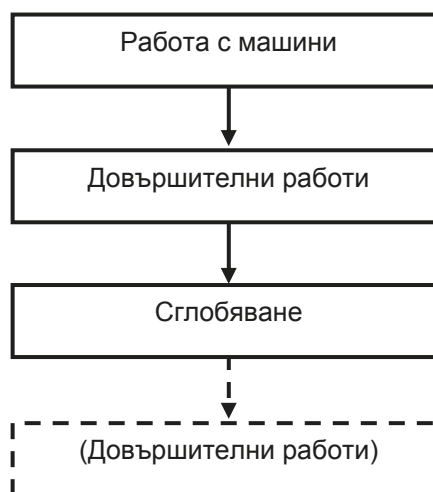 Работа с машини
Довършителни работи
Сглобяване
(Довършителни работи)